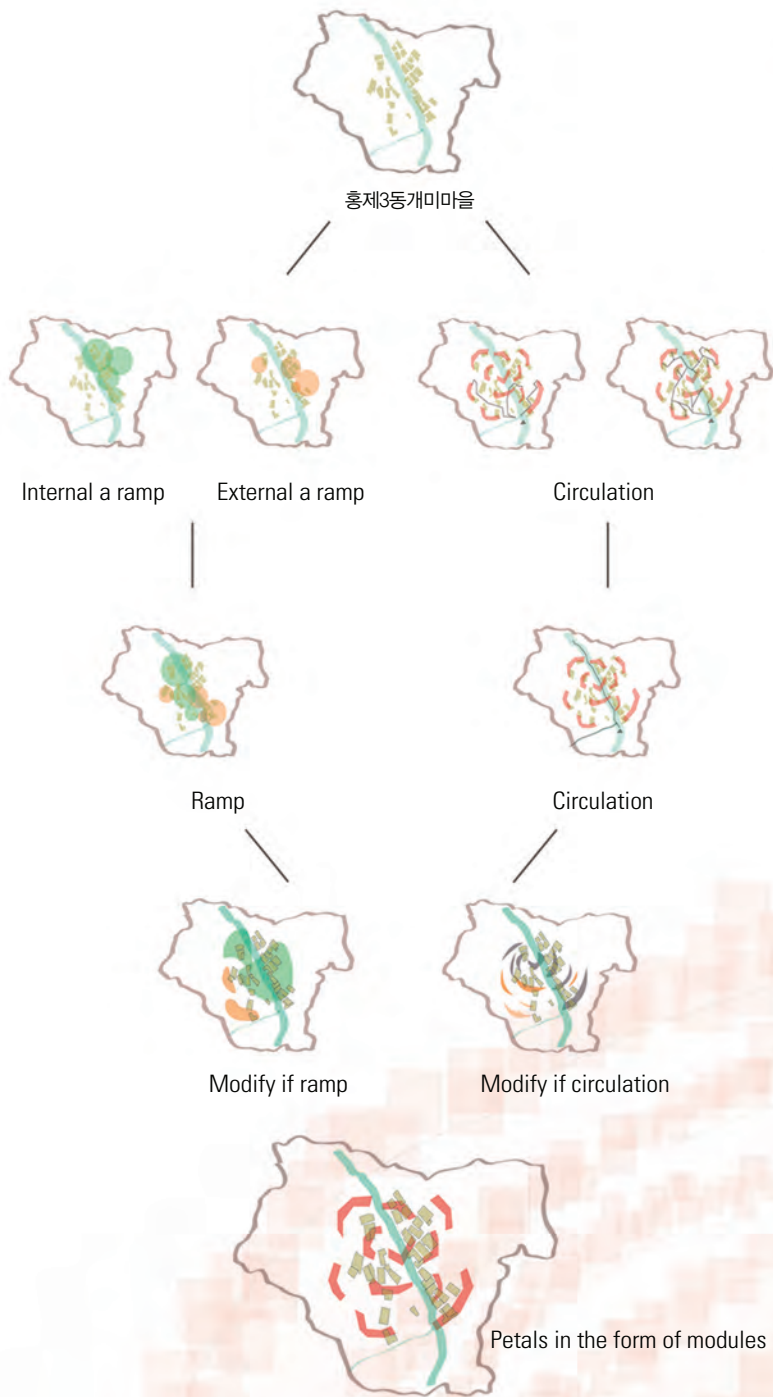 홍제3동개미마을
Internal a ramp
External a ramp
Circulation
Ramp
Circulation
Modify if ramp
Modify if circulation
Petals in the form of modules